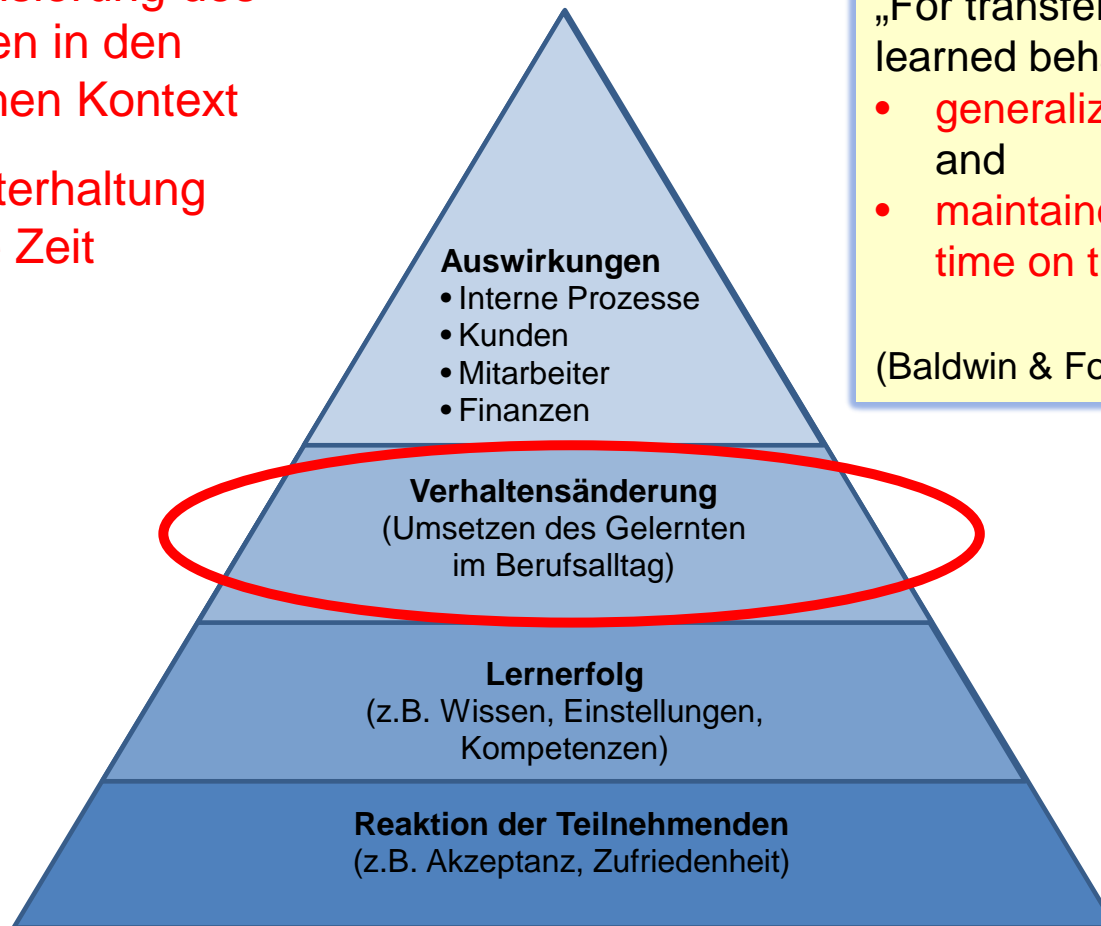 en in den
nen Kontext
terhaltung
Zeit
„For transfe
learned beh
• generaliz
and
• maintaine
time on t
(Baldwin & Fo
Auswirkungen
• Interne Prozesse
• Kunden
• Mitarbeiter
• Finanzen
Verhaltensänderung
(Umsetzen des Gelernten
im Berufsalltag)
Lernerfolg
(z.B. Wissen, Einstellungen,
Kompetenzen)
Reaktion der Teilnehmenden
(z.B. Akzeptanz, Zufriedenheit)